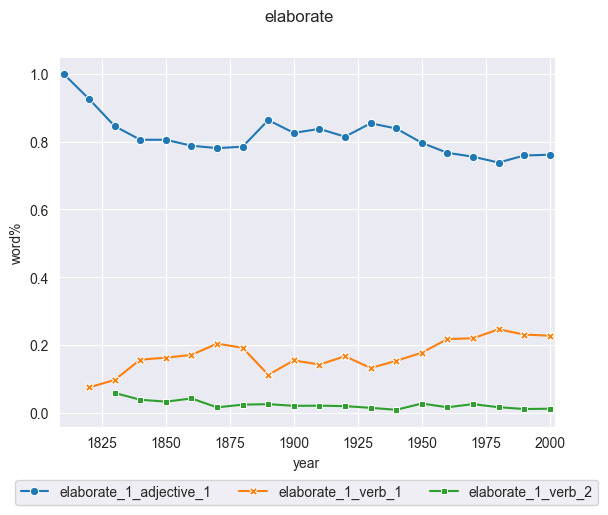 elaborate
1.0
0.8
0.6
0.4
0.2
0.0
word%
1825 1850 1875 1900 1925 1950 1975 2000
year
elaborate_1_adjective_1 elaborate_1_verb_1 elaborate_1_verb_2